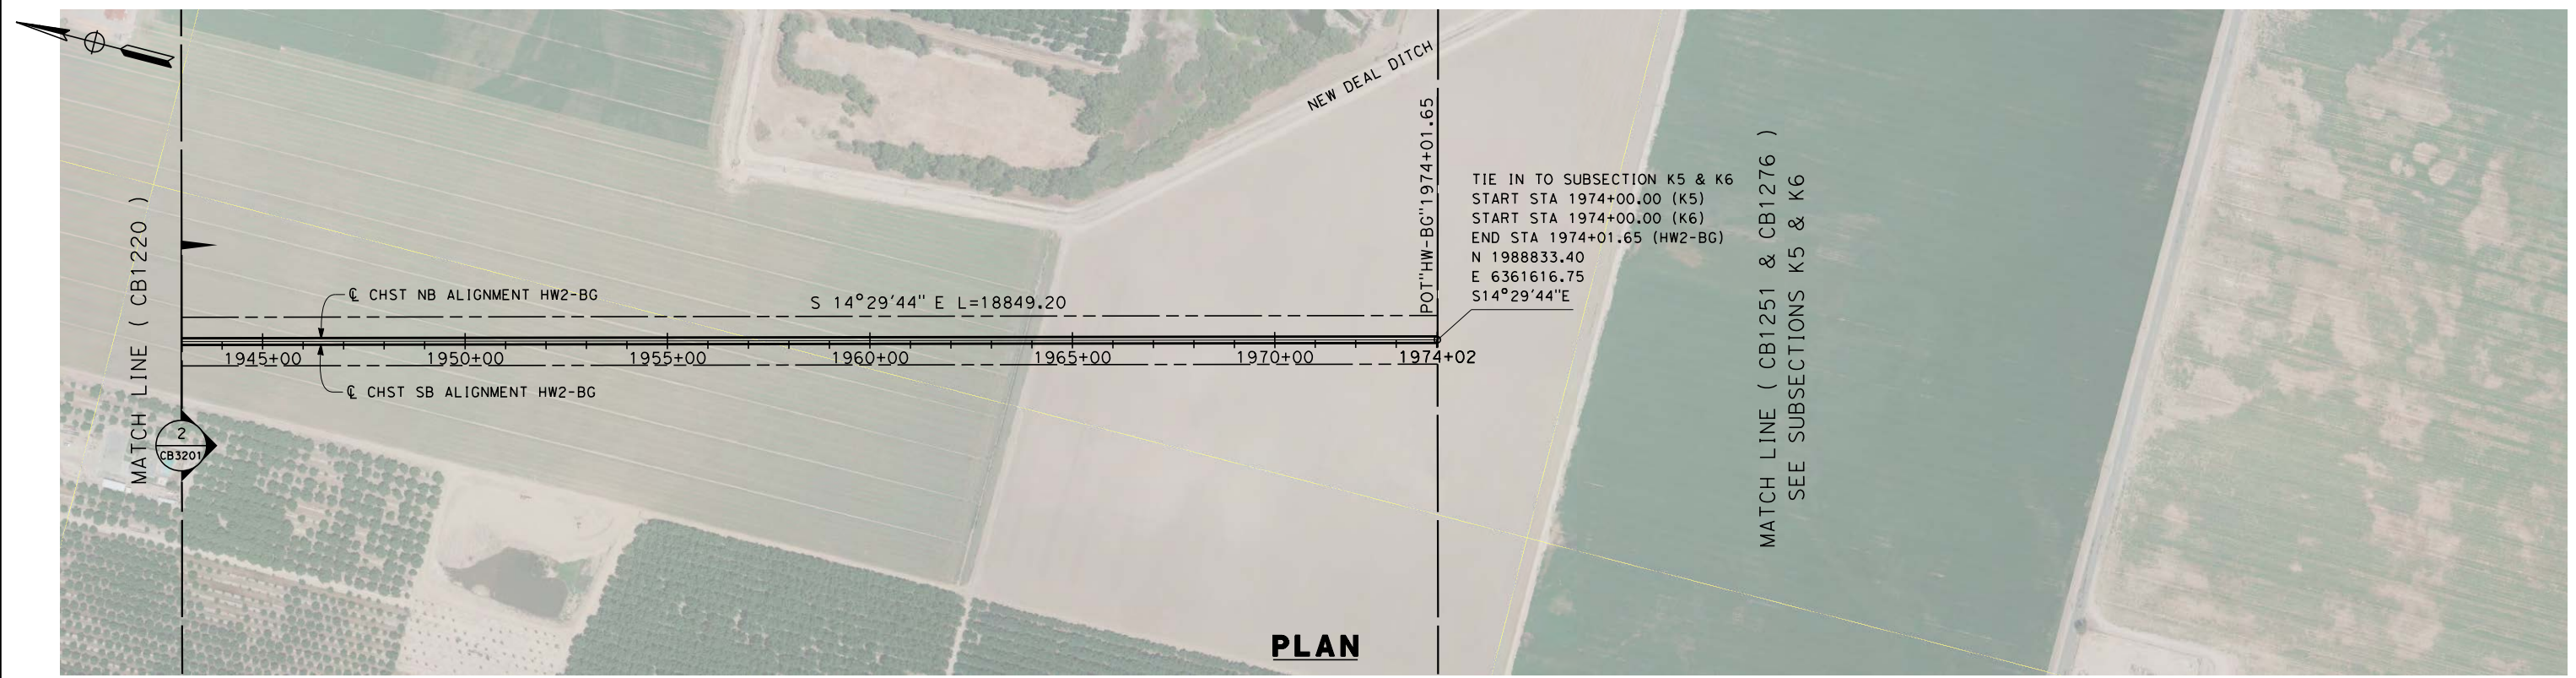 MATCH LINE ( CB1220 )
2
CB3201
℄ CHST NB ALIGNMENT HW2-BG
℄ CHST SB ALIGNMENT HW2-BG
S 14°29'44" E L=18849.20
1945+00
1950+00
1955+00
1960+00
1965+00
1970+00
1974+02
NEW DEAL DITCH
POT"HW-BG"1974+01.65
TIE IN TO SUBSECTION K5 & K6
START STA 1974+00.00 (K5)
START STA 1974+00.00 (K6)
END STA 1974+01.65 (HW2-BG)
N 1988833.40
E 6361616.75
S14°29'44"E
MATCH LINE ( CB1251 & CB1276 )
SEE SUBSECTIONS K5 & K6
PLAN